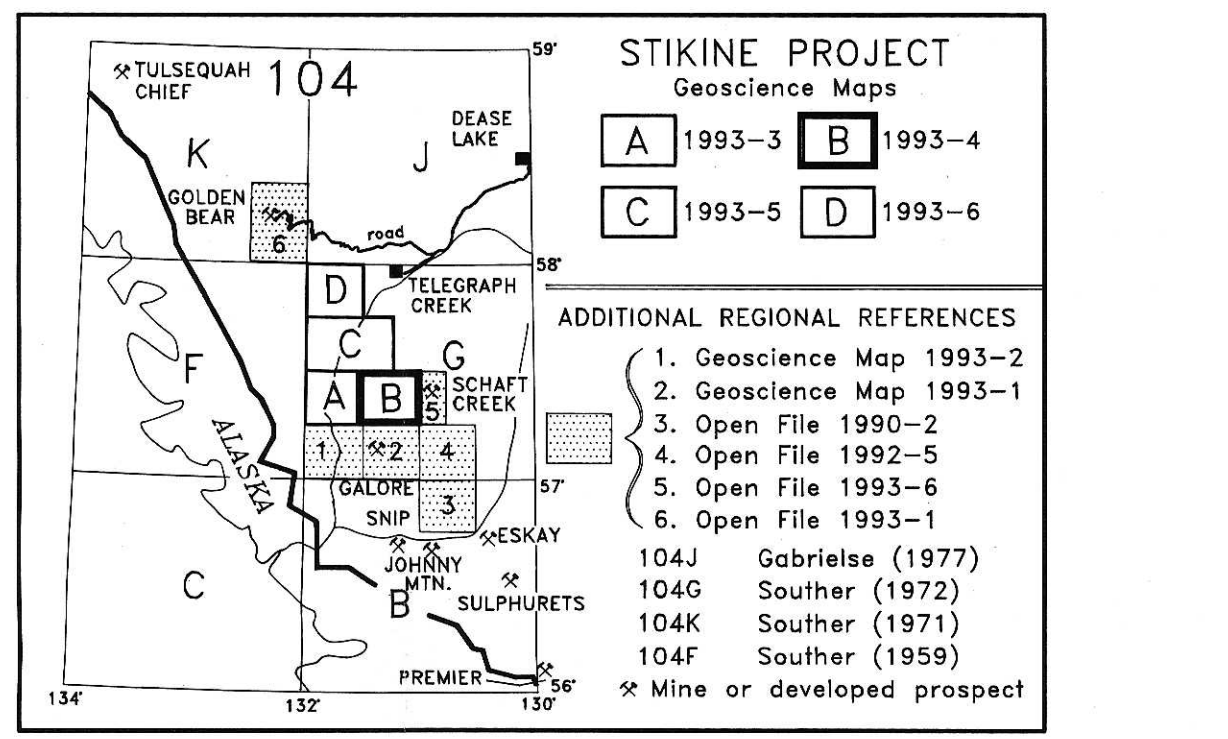 104
59°
TULSEQUAH
CHIEF
DEASE
LAKE
K
J
GOLDEN
BEAR
6
road
58°
D
TELEGRAPH
CREEK
C
G
F
A
B
5
SCHAFT
CREEK
1
2
4
ALASKA
GALORE
57°
3
SNIP
ESKAY
JOHNNY
MTN.
C
B
SULPHURETS
PREMIER
56°
134°
132°
130°
STIKINE PROJECT
Geoscience Maps
A 1993-3 B 1993-4
C 1993-5 D 1993-6
ADDITIONAL REGIONAL REFERENCES
1. Geoscience Map 1993-2
2. Geoscience Map 1993-1
3. Open File 1990-2
4. Open File 1992-5
5. Open File 1993-6
6. Open File 1993-1
104J Gabrielse (1977)
104G Souther (1972)
104K Souther (1971)
104F Souther (1959)
Mine or developed prospect